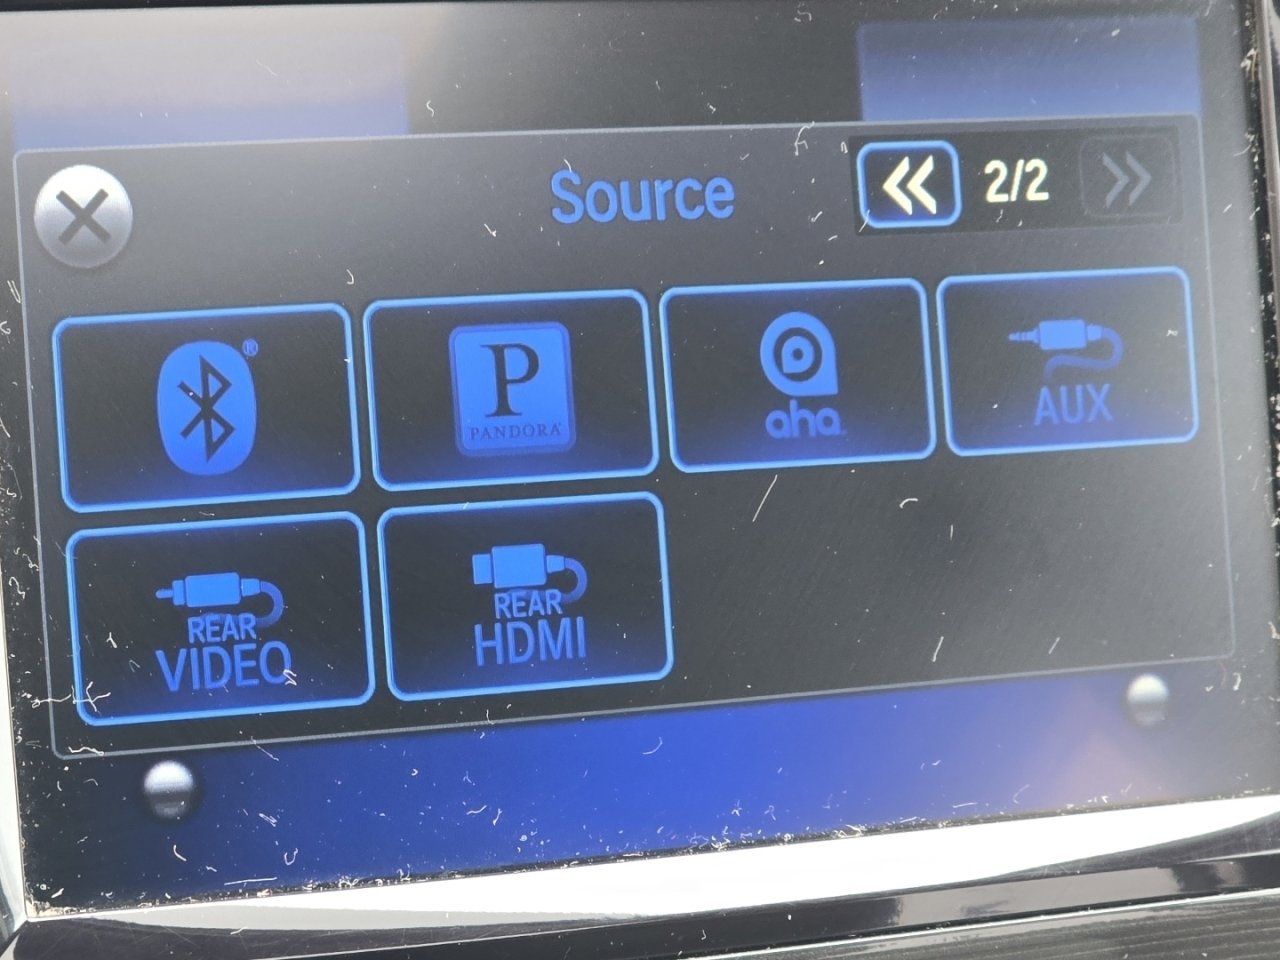 Source
2/2
®
P
PANDORA
aha
AUX
REAR
VIDEO
REAR
HDMI